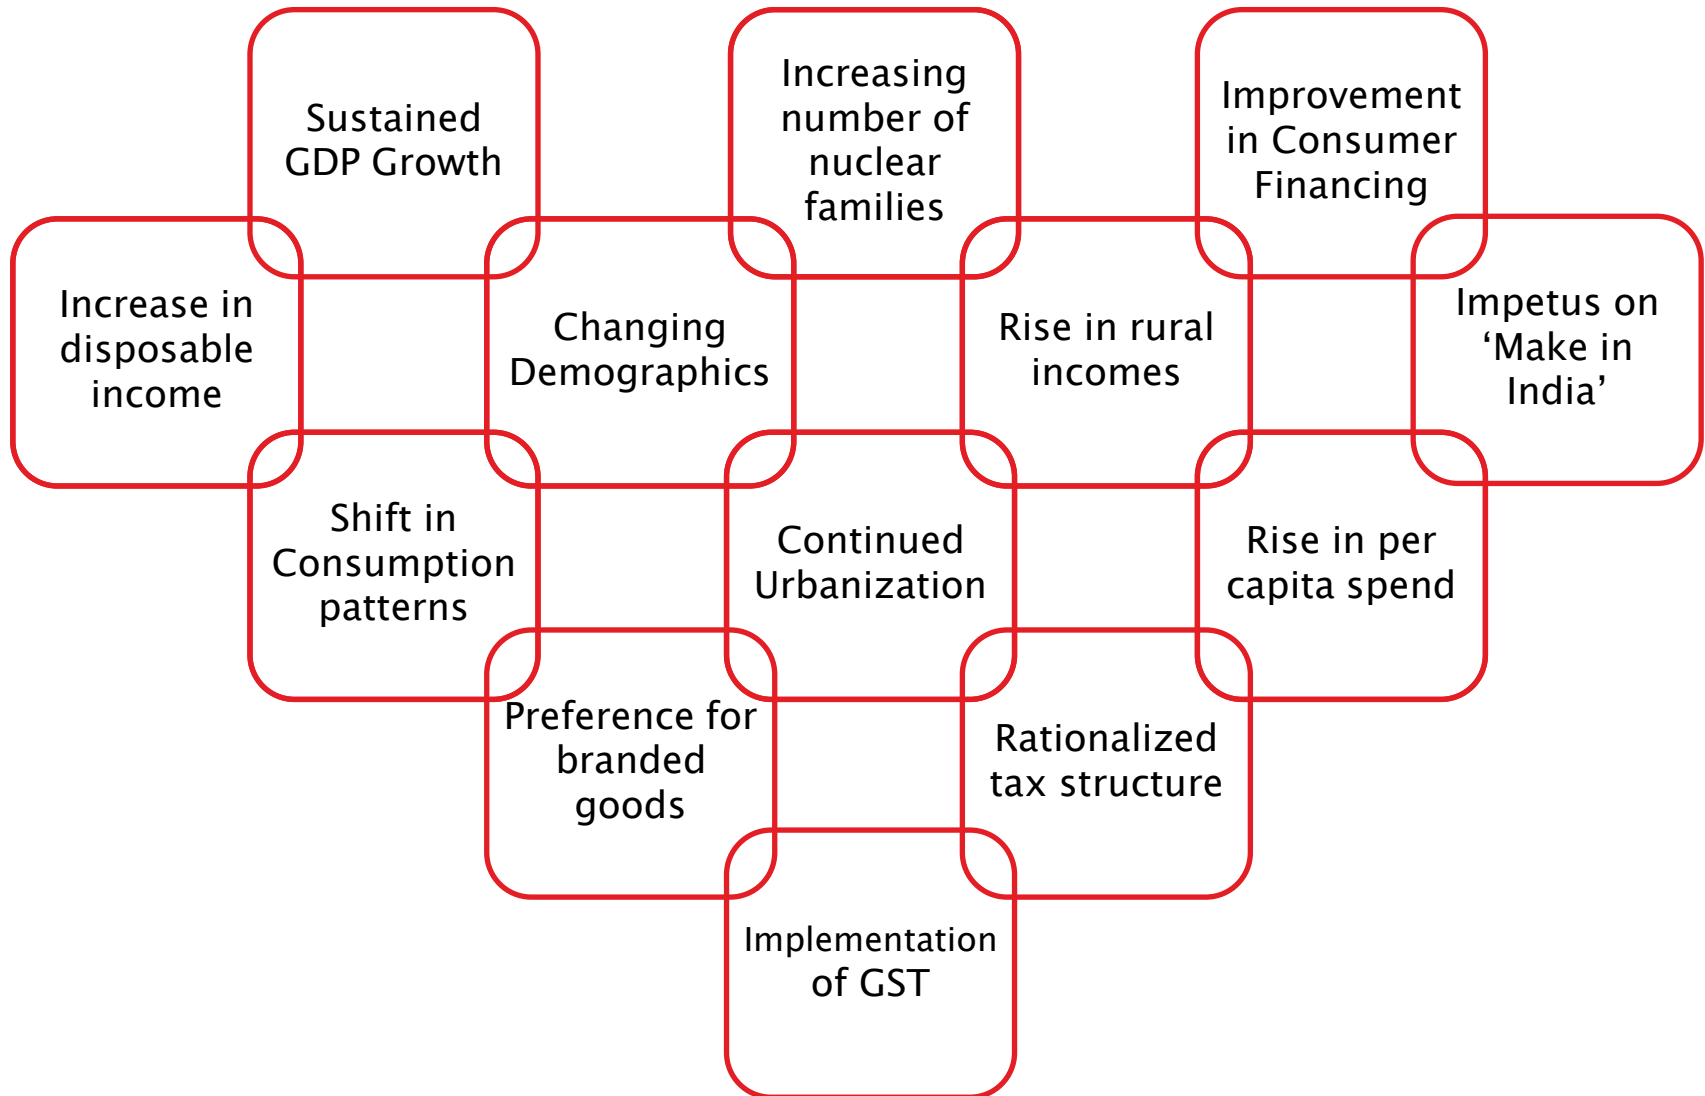 Sustained
GDP Growth
Increasing
number of
nuclear
families
Improvement
in Consumer
Financing
Increase in
disposable
income
Changing
Demographics
Rise in rural
incomes
Impetus on
‘Make in
India’
Shift in
Consumption
patterns
Continued
Urbanization
Rise in per
capita spend
Preference for
branded
goods
Rationalized
tax structure
Implementation
of GST